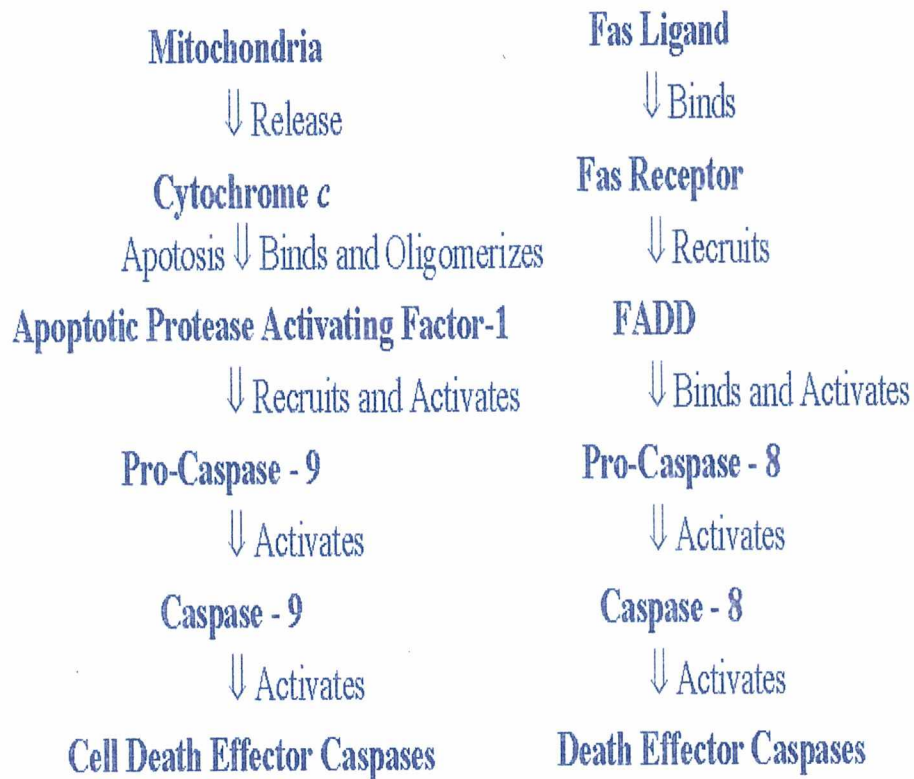 Mitochondria
⇓ Release
Cytochrome c
Apotosis ⇓ Binds and Oligomerizes
Apoptotic Protease Activating Factor-1
⇓ Recruits and Activates
Pro-Caspase - 9
⇓ Activates
Caspase - 9
⇓ Activates
Cell Death Effector Caspases
Fas Ligand
⇓ Binds
Fas Receptor
⇓ Recruits
FADD
⇓ Binds and Activates
Pro-Caspase - 8
⇓ Activates
Caspase - 8
⇓ Activates
Death Effector Caspases